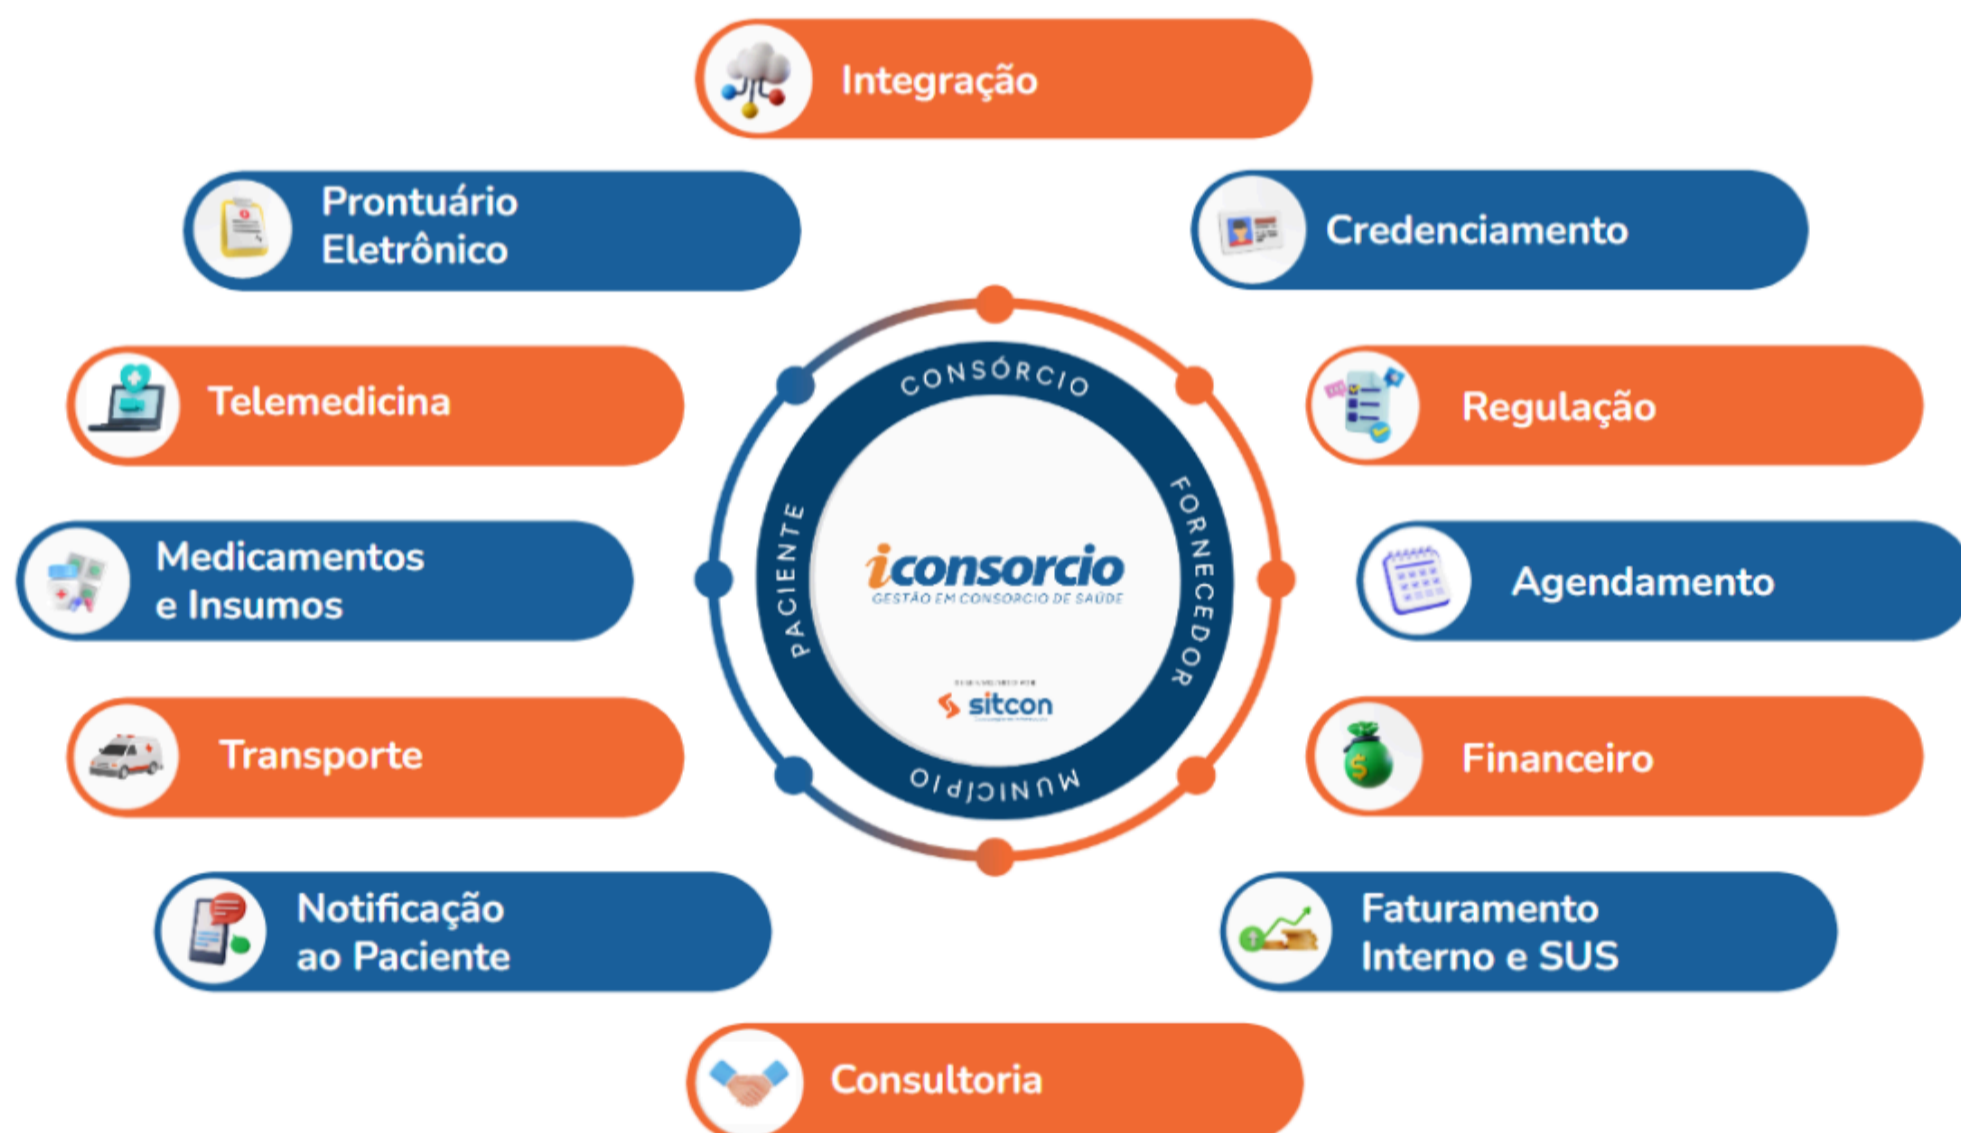 Integração
Prontuário
Eletrônico
Credenciamento
Telemedicina
Regulação
Medicamentos
e Insumos
Agendamento
Transporte
Financeiro
Notificação
ao Paciente
Faturamento
Interno e SUS
Consultoria
CONSÓRCIO
FORNECEDOR
MUNICÍPIO
PACIENTE
iconsorcio
GESTÃO EM CONSORCIO DE SAÚDE
sitcon